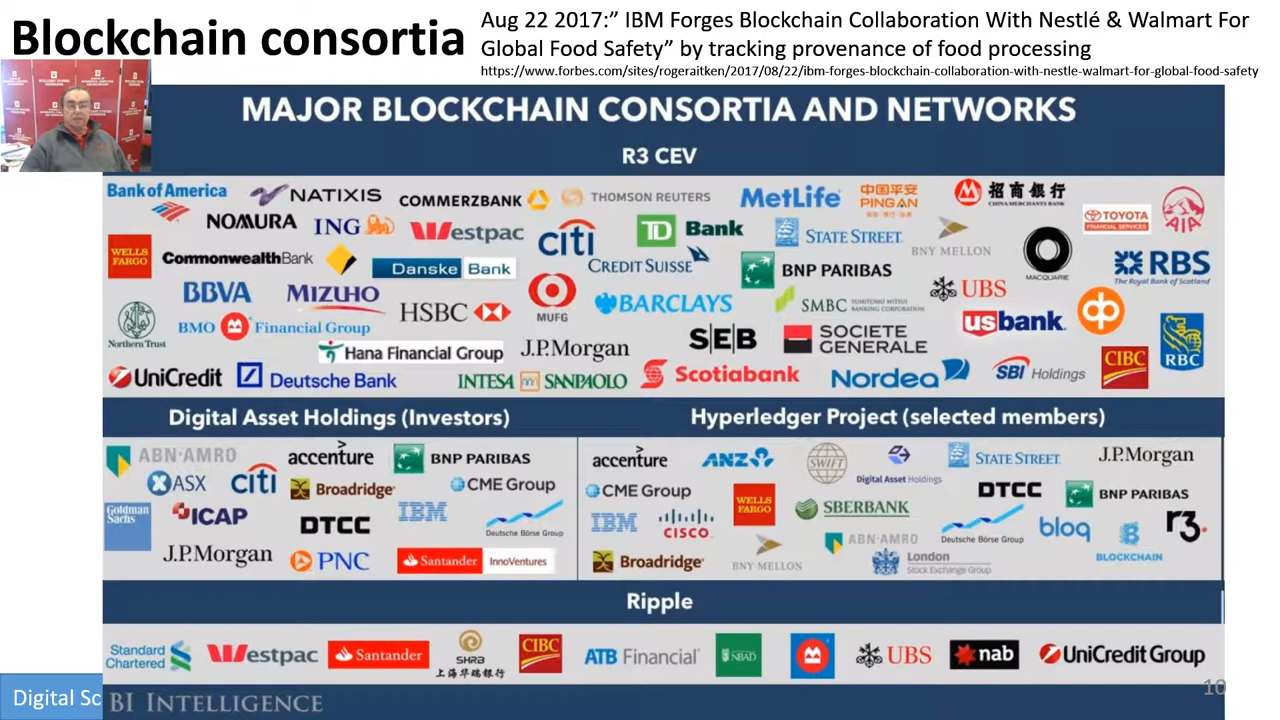 Blockchain consortia
Aug 22 2017:” IBM Forges Blockchain Collaboration With Nestlé & Walmart For
Global Food Safety” by tracking provenance of food processing
https://www.forbes.com/sites/rogeraitken/2017/08/22/ibm-forges-blockchain-collaboration-with-nestle-walmart-for-global-food-safety
MAJOR BLOCKCHAIN CONSORTIA AND NETWORKS
R3 CEV
Bank of America
NATIXIS
COMMERZBANK
THOMSON REUTERS
MetLife
中国平安
PING AN
招商银行
CHINA MERCHANTS BANK
TOYOTA
FINANCIAL SERVICES
AIA
NOMURA
ING
Westpac
citi
TD Bank
STATE STREET
BNY MELLON
MACQUARIE
RBS
The Royal Bank of Scotland
WELLS
FARGO
CommonwealthBank
Danske Bank
CREDIT SUISSE
BNP PARIBAS
UBS
BBVA
MIZUHO
HSBC
MUFG
BARCLAYS
SMBC SUMITOMO MITSUI
BANKING CORPORATION
usbank
op
Northern Trust
BMO Financial Group
Hana Financial Group
J.P.Morgan
S|E|B
SOCIETE
GENERALE
RBC
UniCredit
Deutsche Bank
INTESA SANPAOLO
Scotiabank
Nordea
SBI Holdings
CIBC
Digital Asset Holdings (Investors)
Hyperledger Project (selected members)
ABN·AMRO
accenture
BNP PARIBAS
ASX
citi
Broadridge
CME Group
Goldman
Sachs
ICAP
DTCC
IBM
Deutsche Börse Group
J.P.Morgan
PNC
Santander InnoVentures
accenture
ANZ
SWIFT
Digital Asset Holdings
STATE STREET
J.P.Morgan
CME Group
WELLS
FARGO
SBERBANK
DTCC
BNP PARIBAS
IBM
CISCO
ABN·AMRO
Deutsche Börse Group
bloq
BLOCKCHAIN
r3.
Broadridge
BNY MELLON
London
Stock Exchange Group
Ripple
Standard
Chartered
Westpac
Santander
SHRB
上海华瑞银行
CIBC
ATB Financial
NBAD
UBS
nab
UniCredit Group
10
Digital Sc
BI INTELLIGENCE